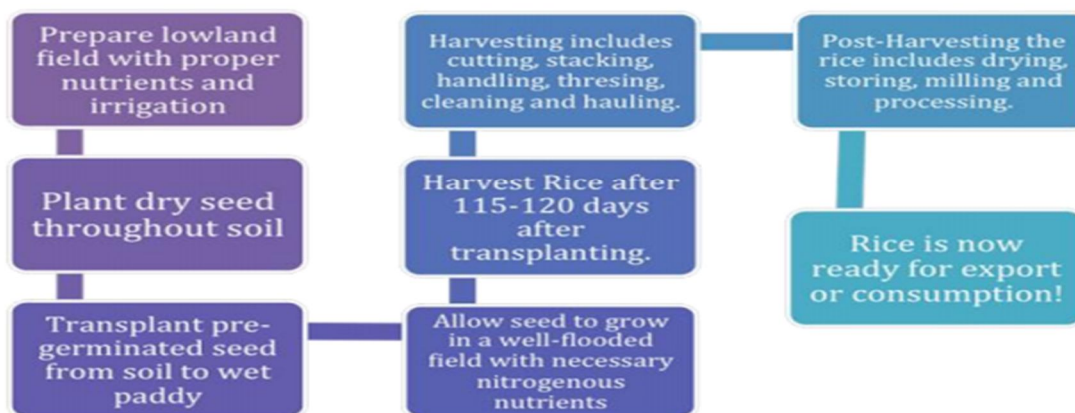 Prepare lowland
field with proper
nutrients and
irrigation
Plant dry seed
throughout soil
Transplant pre-
germinated seed
from soil to wet
paddy
Allow seed to grow
in a well-flooded
field with necessary
nitrogenous
nutrients
Harvest Rice after
115-120 days
after
transplanting.
Harvesting includes
cutting, stacking,
handling, thresing,
cleaning and hauling.
Post-Harvesting the
rice includes drying,
storing, milling and
processing.
Rice is now
ready for export
or consumption!